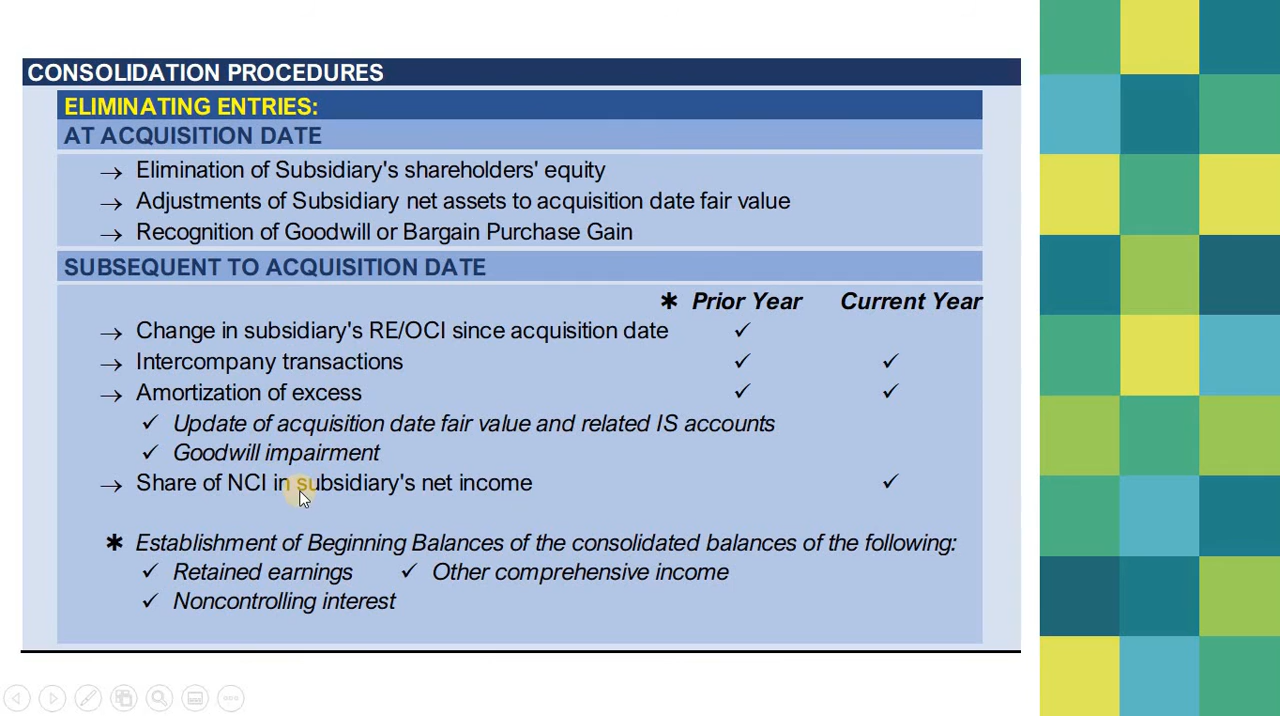 CONSOLIDATION PROCEDURES
ELIMINATING ENTRIES:
AT ACQUISITION DATE
→ Elimination of Subsidiary's shareholders' equity
→ Adjustments of Subsidiary net assets to acquisition date fair value
→ Recognition of Goodwill or Bargain Purchase Gain
SUBSEQUENT TO ACQUISITION DATE
✱ Prior Year Current Year
→ Change in subsidiary's RE/OCI since acquisition date ✓
→ Intercompany transactions ✓ ✓
→ Amortization of excess ✓ ✓
✓ Update of acquisition date fair value and related IS accounts
✓ Goodwill impairment
→ Share of NCI in subsidiary's net income ✓
✱ Establishment of Beginning Balances of the consolidated balances of the following:
✓ Retained earnings ✓ Other comprehensive income
✓ Noncontrolling interest